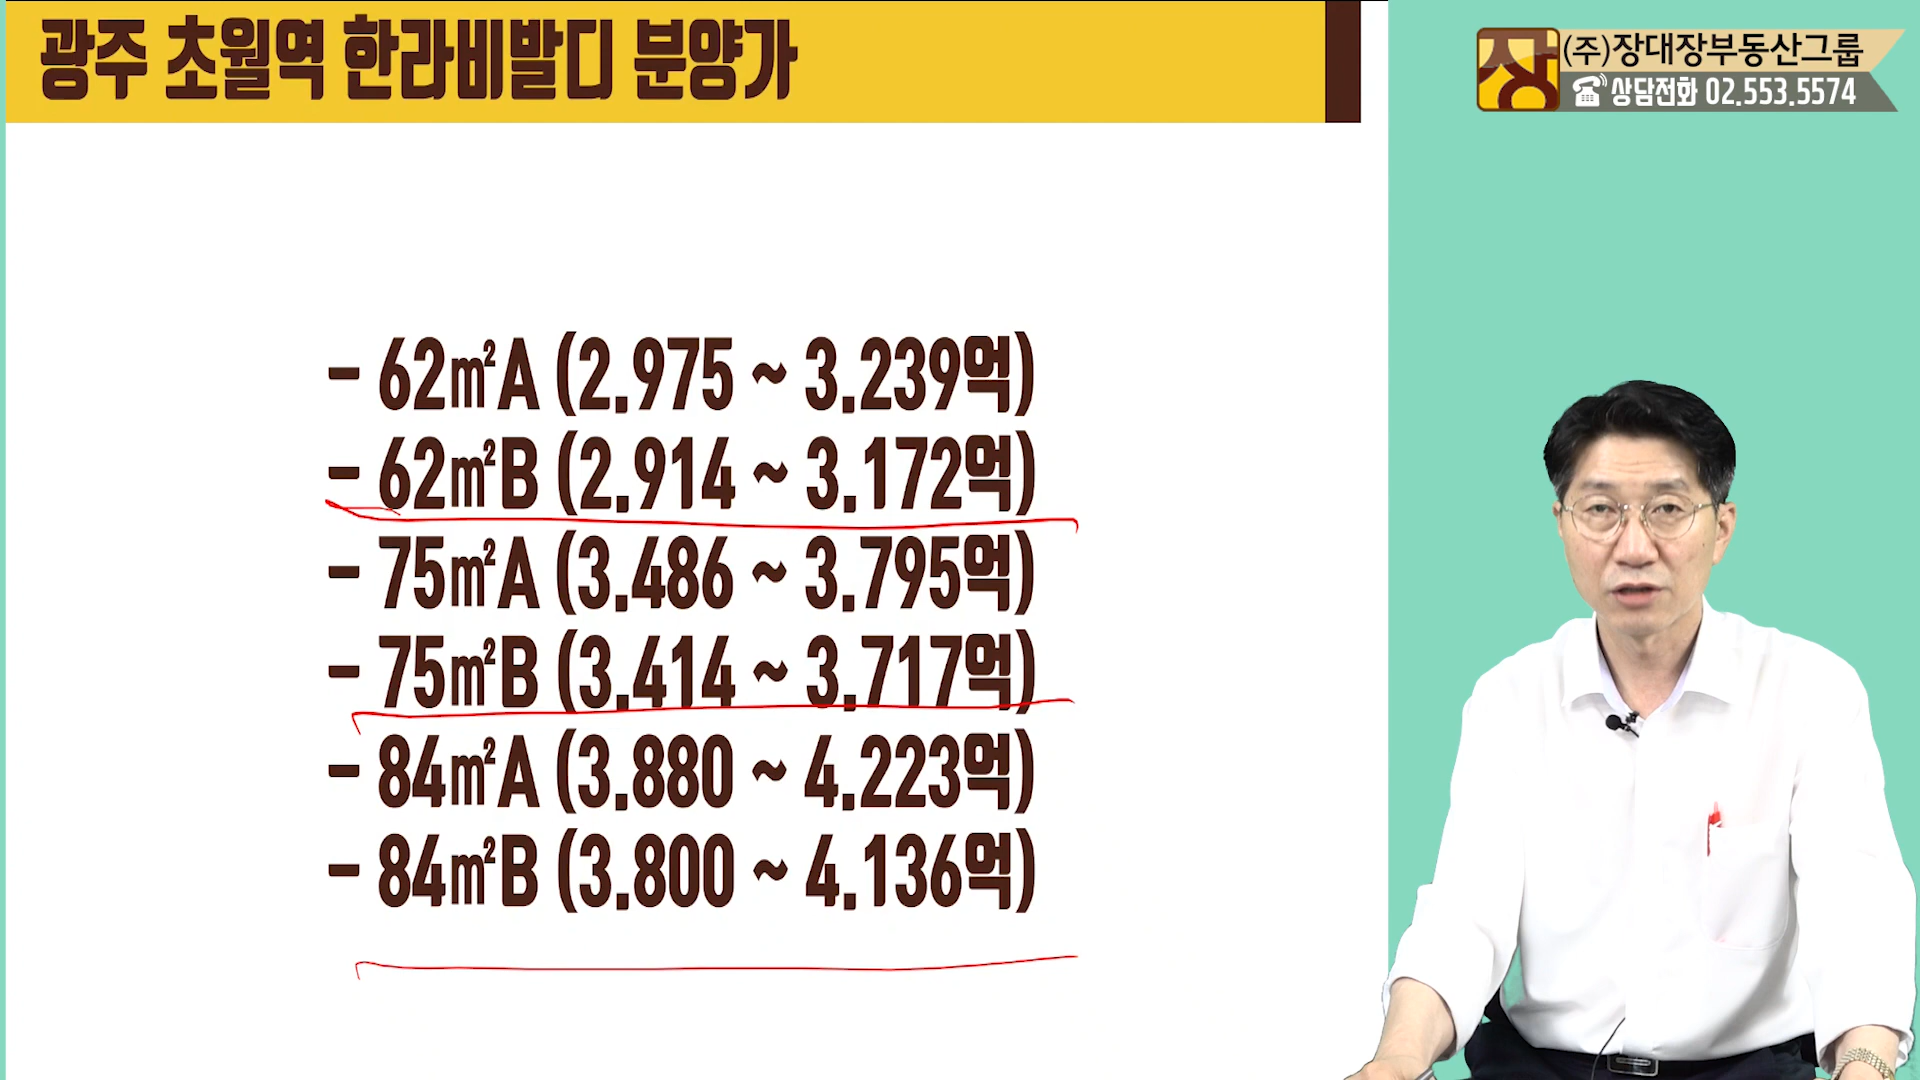 광주 초월역 한라비발디 분양가
(주)장대장부동산그룹
상담전화 02.553.5574
장
- 62㎡A (2.975 ~ 3.239억)
- 62㎡B (2.914 ~ 3.172억)
- 75㎡A (3.486 ~ 3.795억)
- 75㎡B (3.414 ~ 3.717억)
- 84㎡A (3.880 ~ 4.223억)
- 84㎡B (3.800 ~ 4.136억)